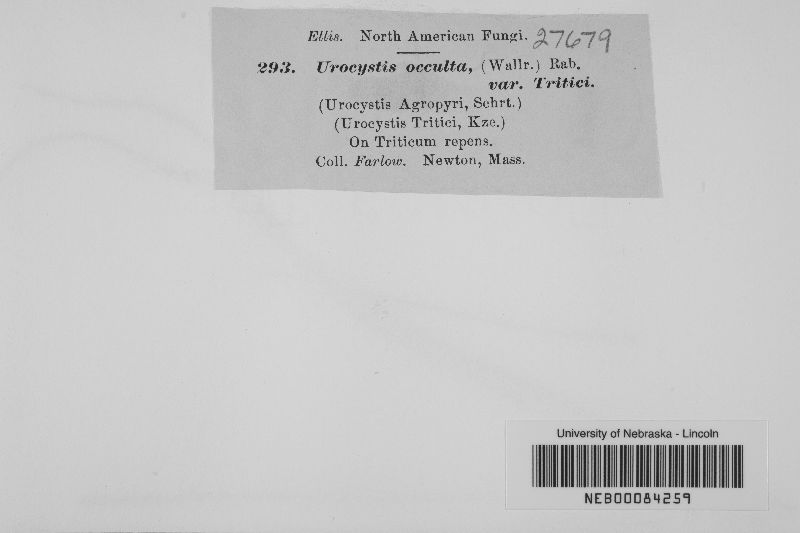 Ellis. North American Fungi. 27679
293. Urocystis occulta, (Wallr.) Rab.
var. Tritici.
(Urocystis Agropyri, Schrt.)
(Urocystis Tritici, Kze.)
On Triticum repens.
Coll. Farlow. Newton, Mass.
University of Nebraska - Lincoln
NEB00084259